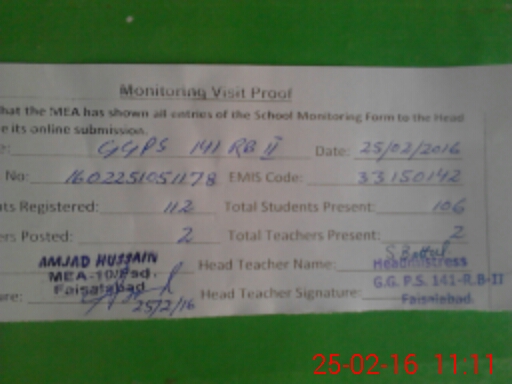 Monitoring Visit Proof
hat the MEA has shown all entries of the School Monitoring Form to the Head
e its online submission.
e: GGPS 141 RB II Date: 25/02/2016
No: 1602251051178 EMIS Code: 33150142
ts Registered: 112 Total Students Present: 106
ers Posted: 2 Total Teachers Present: 2
AMJAD HUSSAIN Head Teacher Name: S Battul
MEA-10/Fsd. Headmistress
Faisalabad G.G. P.S. 141-R.B-II
ure: 25/2/16 Head Teacher Signature: Faisalabad.
25-02-16 11:11